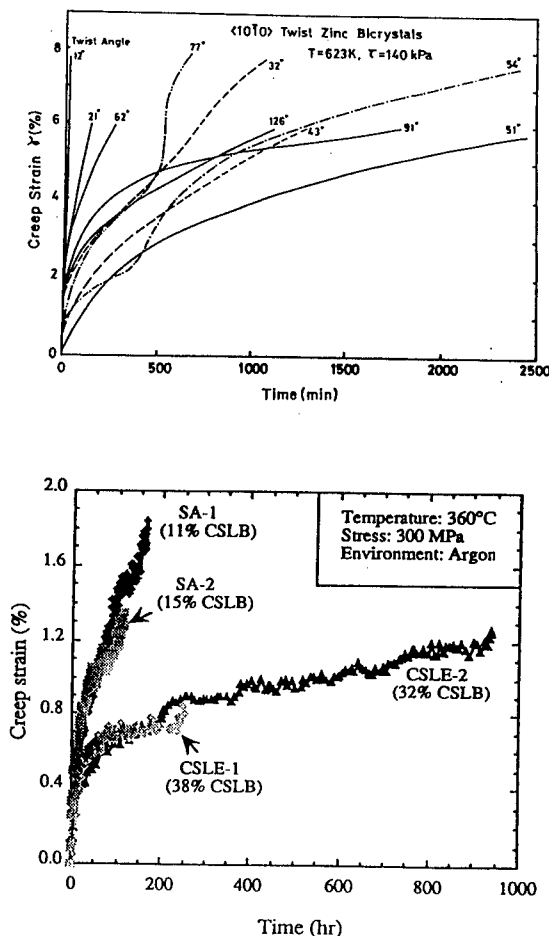 8
6
4
2
0
Creep Strain γ(%)
Twist Angle
12°
21°
62°
77°
32°
126°
43°
91°
54°
51°
⟨101̄0⟩ Twist Zinc Bicrystals
T=623K, τ=140 kPa
0
500
1000
1500
2000
2500
Time (min)
2.0
1.6
1.2
0.8
0.4
0.0
Creep strain (%)
SA-1
(11% CSLB)
SA-2
(15% CSLB)
Temperature: 360°C
Stress: 300 MPa
Environment: Argon
CSLE-2
(32% CSLB)
CSLE-1
(38% CSLB)
0
200
400
600
800
1000
Time (hr)